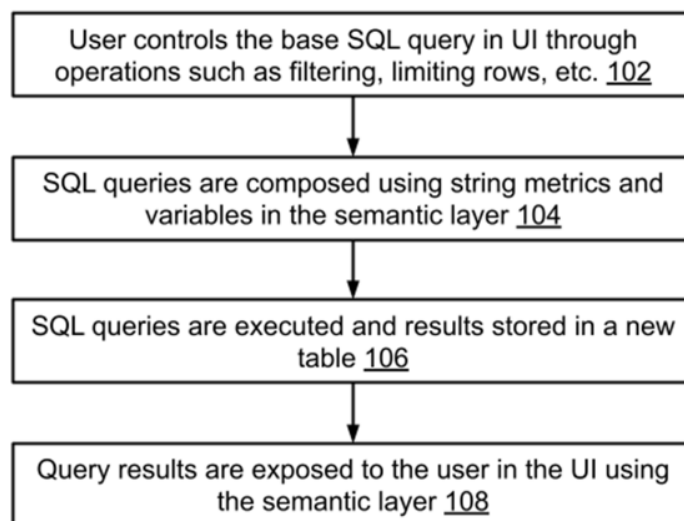 User controls the base SQL query in UI through
operations such as filtering, limiting rows, etc. 102
SQL queries are composed using string metrics and
variables in the semantic layer 104
SQL queries are executed and results stored in a new
table 106
Query results are exposed to the user in the UI using
the semantic layer 108